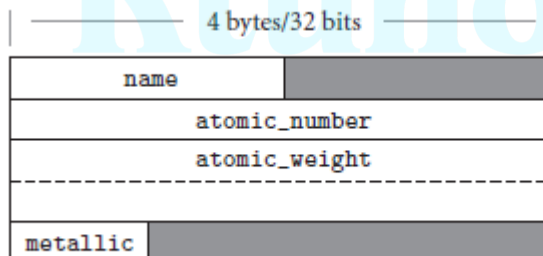 4 bytes/32 bits
name
atomic_number
atomic_weight
metallic